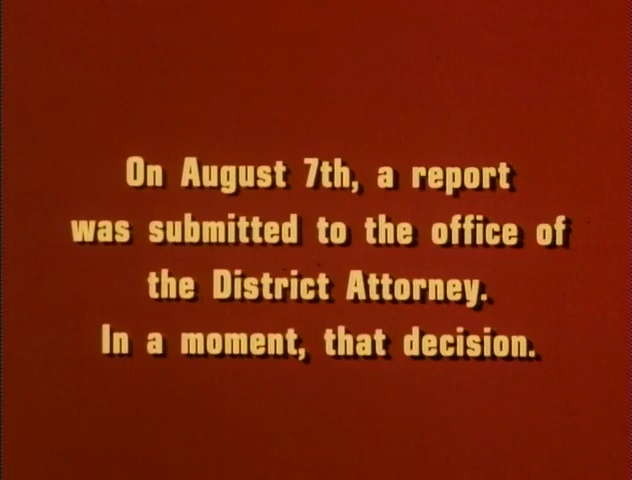 On August 7th, a report
was submitted to the office of
the District Attorney.
In a moment, that decision.